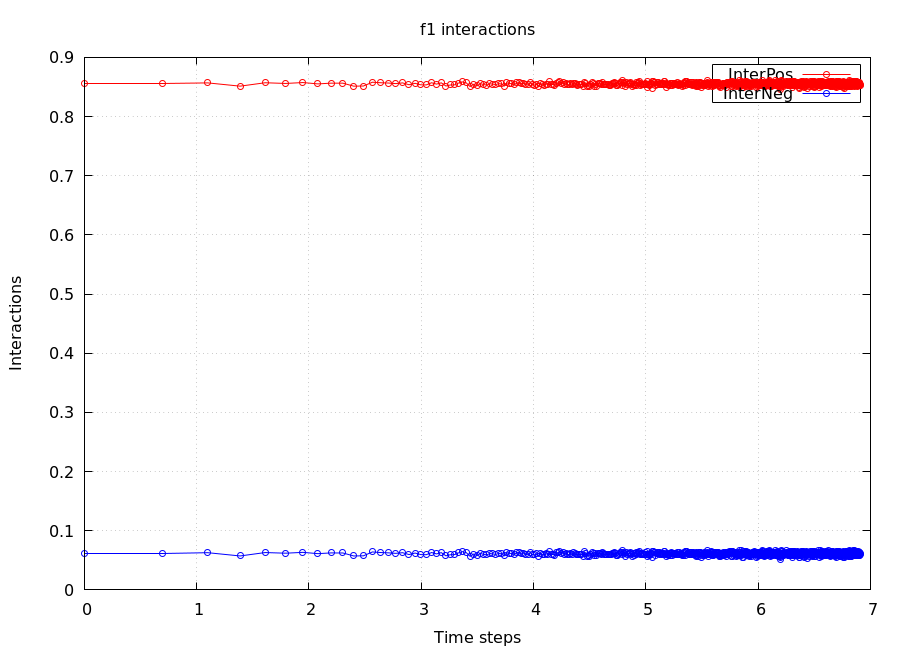 f1 interactions
InterPos
InterNeg
Interactions
0.9
0.8
0.7
0.6
0.5
0.4
0.3
0.2
0.1
0
0 1 2 3 4 5 6 7
Time steps